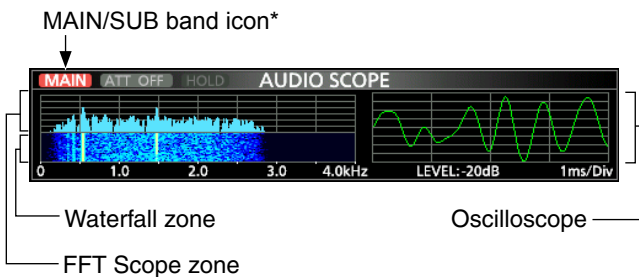 MAIN/SUB band icon*
MAIN ATT OFF HOLD AUDIO SCOPE
0 1.0 2.0 3.0 4.0kHz LEVEL:-20dB 1ms/Div
Waterfall zone Oscilloscope
FFT Scope zone